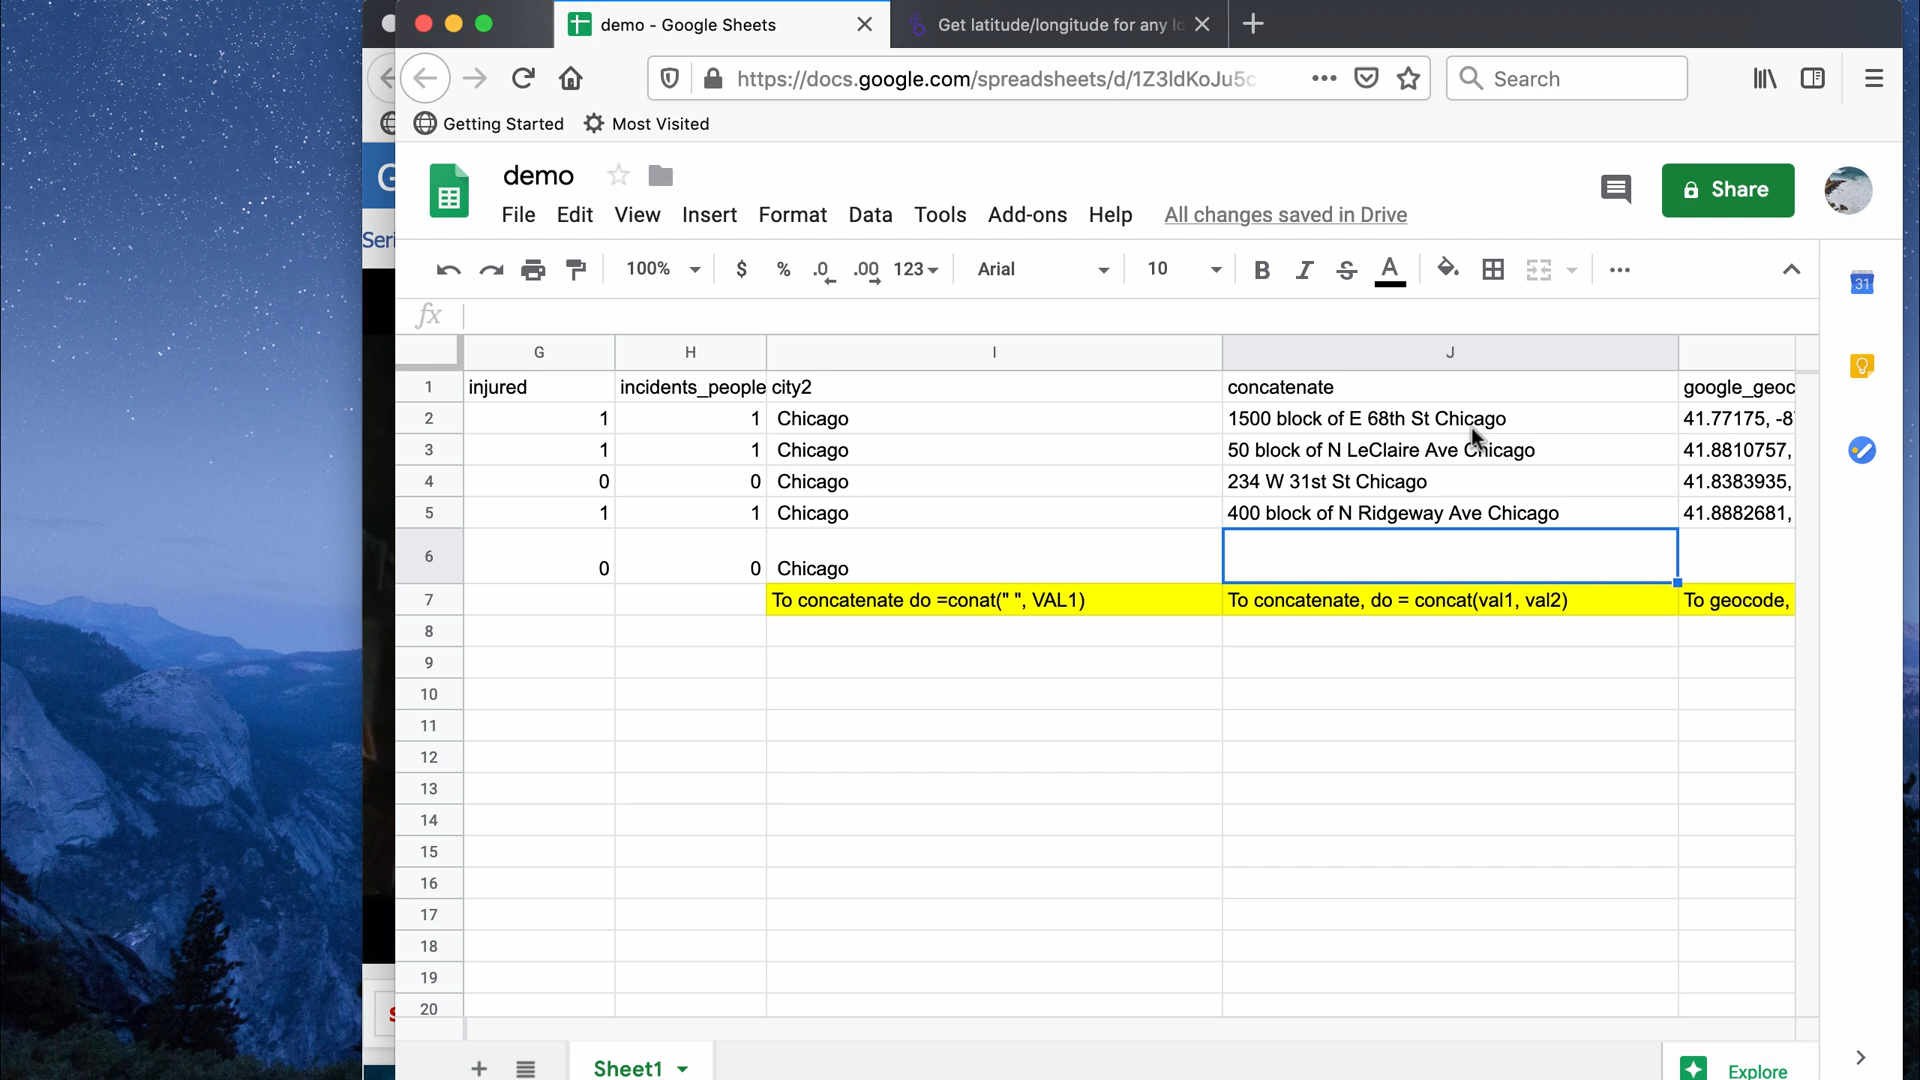 demo - Google Sheets
Get latitude/longitude for any lo
https://docs.google.com/spreadsheets/d/1Z3ldKoJu5c
Search
Getting Started
Most Visited
demo
File Edit View Insert Format Data Tools Add-ons Help All changes saved in Drive
Share
100% $ % .0 .00 123 Arial 10 B I S A
31
fx
G H I J
1 injured incidents_people city2 concatenate google_geoc
2 1 1 Chicago 1500 block of E 68th St Chicago 41.77175, -8
3 1 1 Chicago 50 block of N LeClaire Ave Chicago 41.8810757,
4 0 0 Chicago 234 W 31st St Chicago 41.8383935,
5 1 1 Chicago 400 block of N Ridgeway Ave Chicago 41.8882681,
6 0 0 Chicago
7 To concatenate do =conat(" ", VAL1) To concatenate, do = concat(val1, val2) To geocode,
8
9
10
11
12
13
14
15
16
17
18
19
20
Sheet1
Explore
Seri